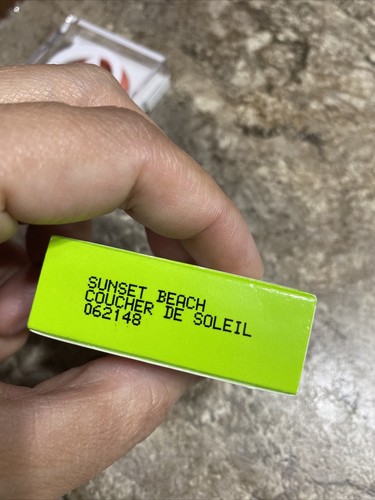 SUNSET BEACH
COUCHER DE SOLEIL
062148